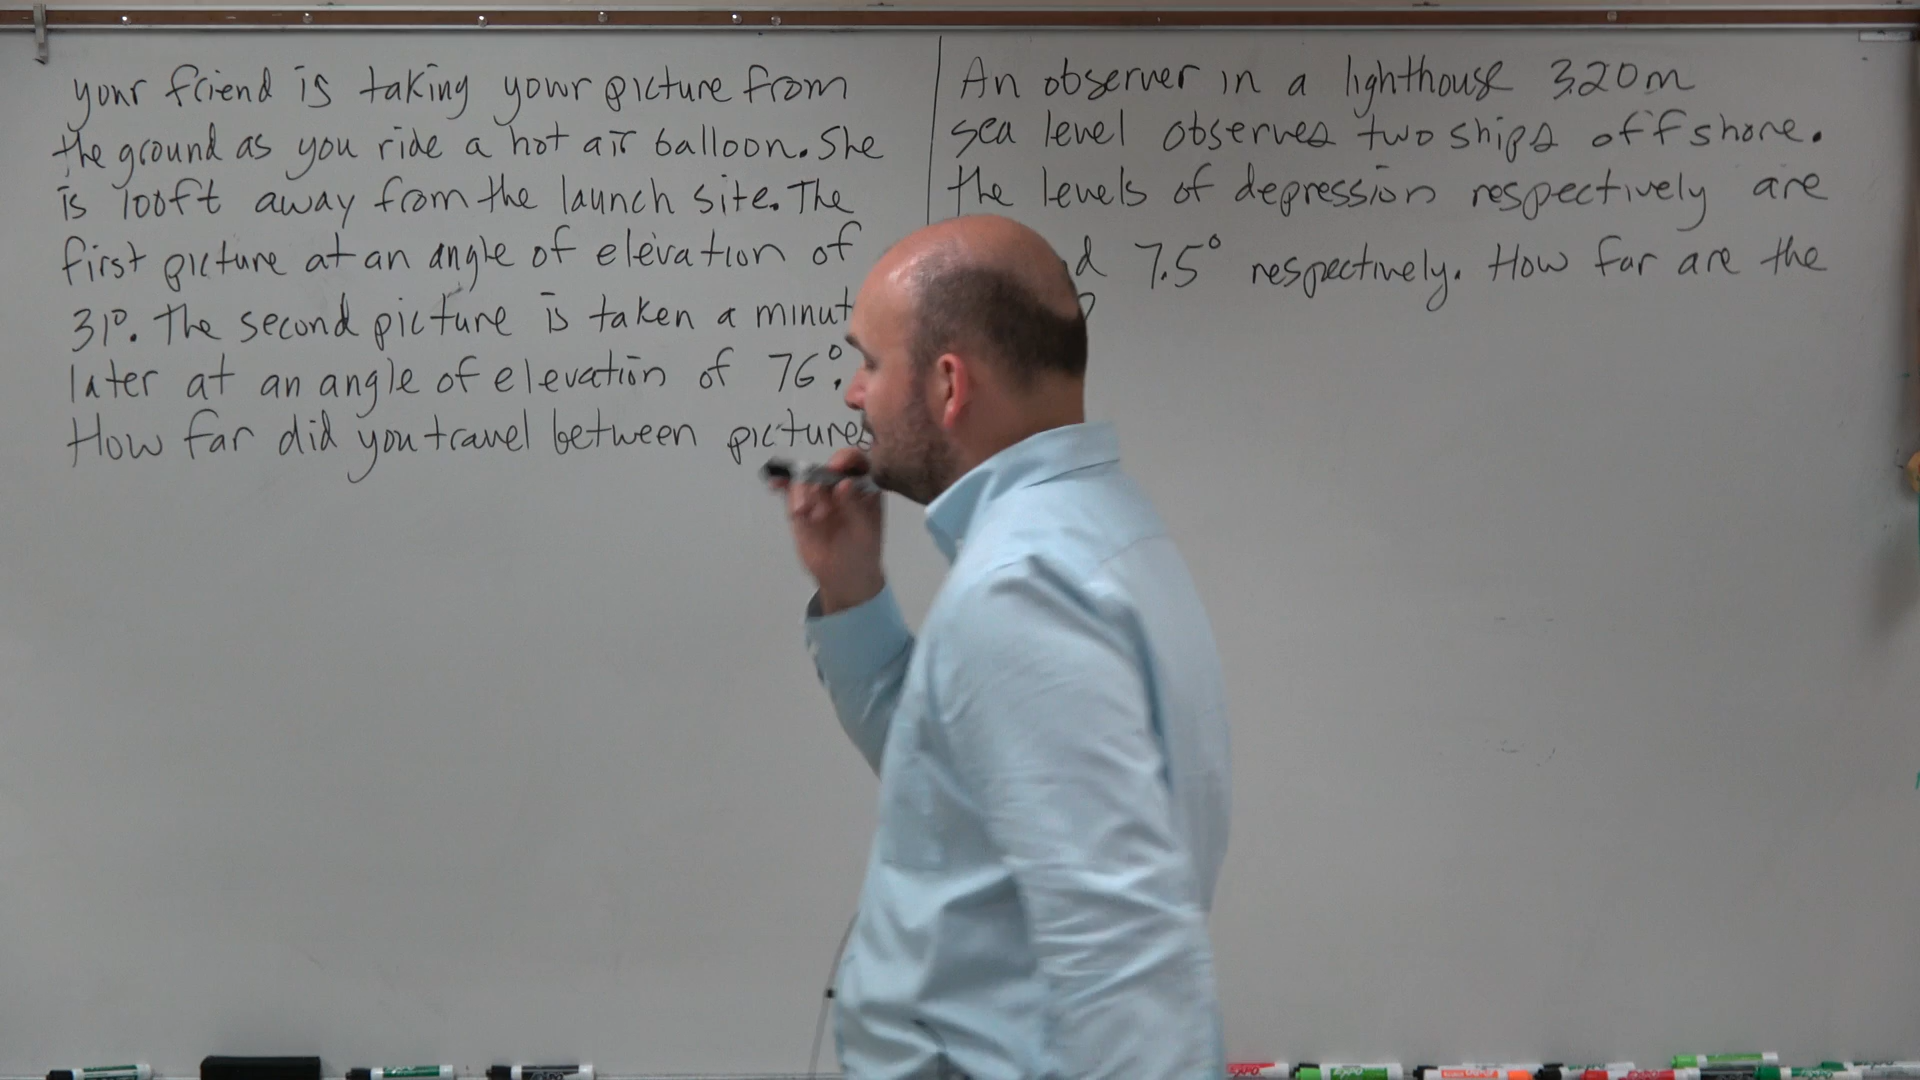 your friend is taking your picture from
the ground as you ride a hot air balloon. She
is 100ft away from the launch site. The
first picture at an angle of elevation of
31°. The second picture is taken a minut
later at an angle of elevation of 76°.
How far did you travel between pictures
An observer in a lighthouse 320m
sea level observes two ships offshore.
the levels of depression respectively are
d 7.5° respectively. How far are the